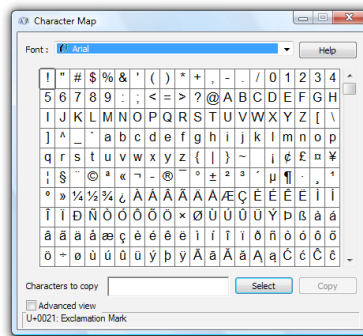 Character Map
Font : Arial Help
! " # $ % & ' ( ) * + , - . / 0 1 2 3 4
5 6 7 8 9 : ; < = > ? @ A B C D E F G H
I J K L M N O P Q R S T U V W X Y Z [ \
] ^ _ ` a b c d e f g h i j k l m n o p
q r s t u v w x y z { | } ~ ¡ ¢ £ ¤ ¥
¦ § ¨ © ª « ¬ - ® ¯ ° ± ² ³ ´ µ ¶ · ¸ ¹
º » ¼ ½ ¾ ¿ À Á Â Ã Ä Å Æ Ç È É Ê Ë Ì Í
Î Ï Ð Ñ Ò Ó Ô Õ Ö × Ø Ù Ú Û Ü Ý Þ ß à á
â ã ä å æ ç è é ê ë ì í î ï ð ñ ò ó ô õ
ö ÷ ø ù ú û ü ý þ ÿ Ā ā Ă ă Ą ą Ć ć Ĉ ĉ
Characters to copy Select Copy
Advanced view
U+0021: Exclamation Mark